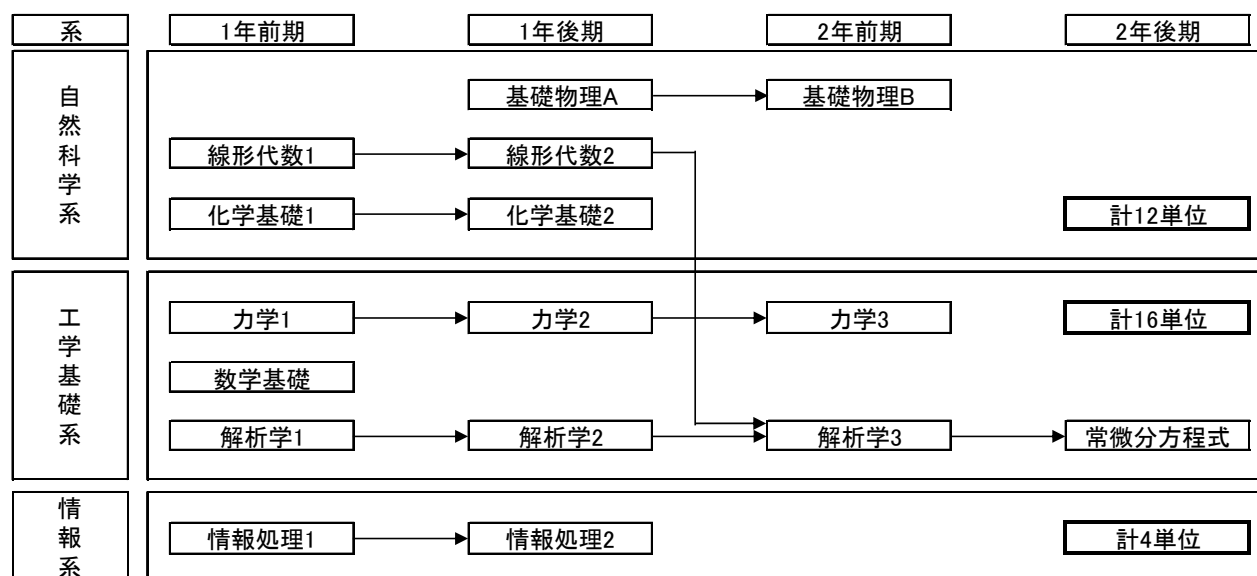 系 1年前期 1年後期 2年前期 2年後期
自然科学系
基礎物理A 基礎物理B
線形代数1 線形代数2
化学基礎1 化学基礎2 計12単位
工学基礎系
力学1 力学2 力学3 計16単位
数学基礎
解析学1 解析学2 解析学3 常微分方程式
情報系
情報処理1 情報処理2 計4単位